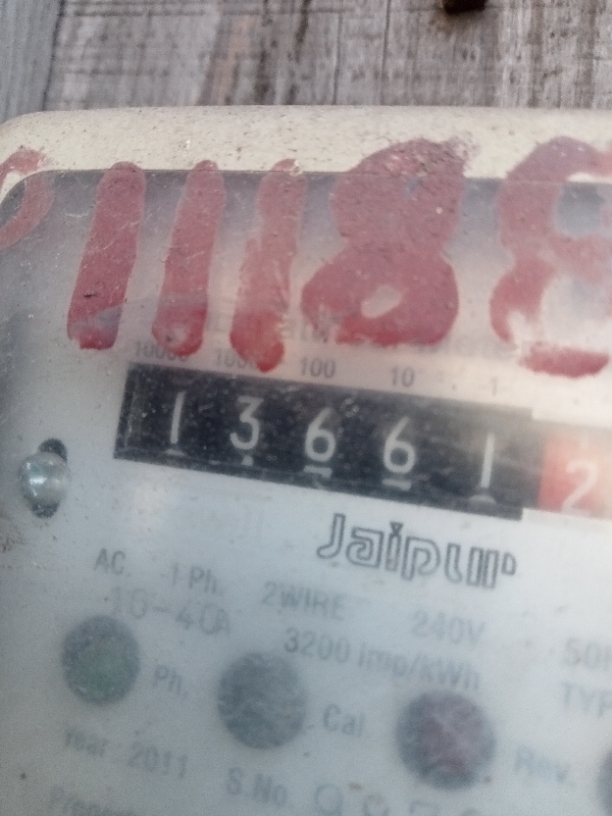 11188
10000 1000 100 10 1
1 3 6 6 1 2
Jaipur
AC 1 Ph. 2WIRE 240V
10-40A 3200 imp/kWh
Ph. Cal Rev.
Year 2011 S.No